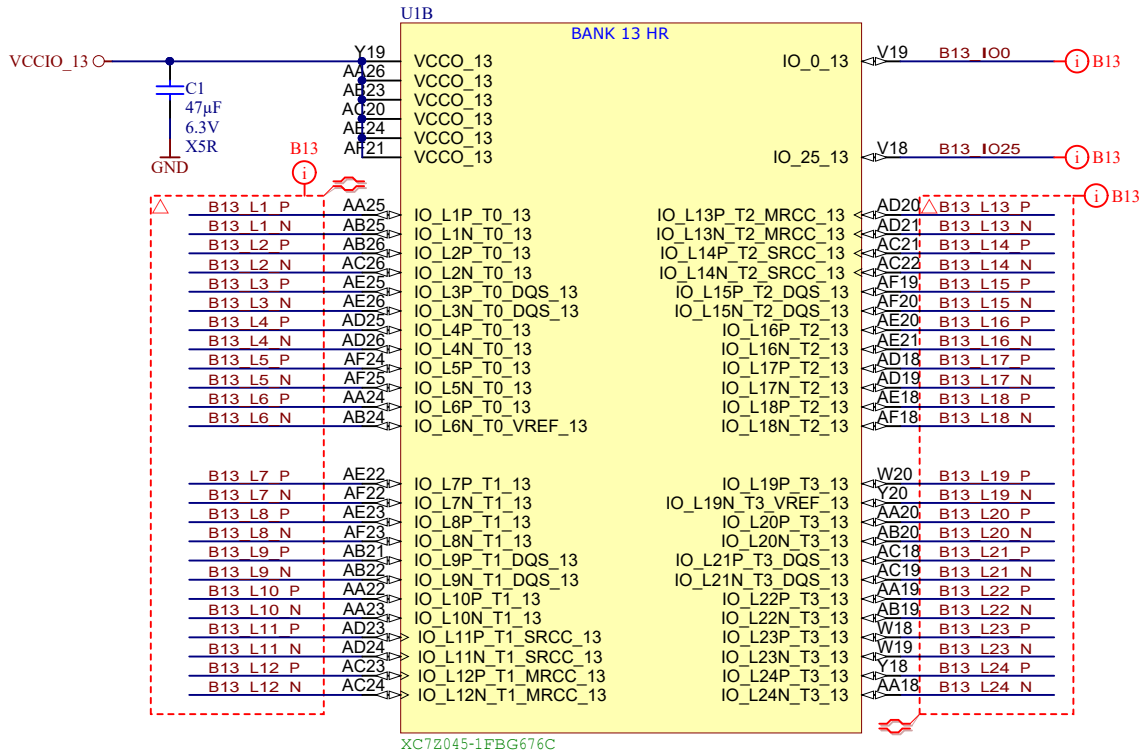 U1B
BANK 13 HR
VCCIO_13 Y19 VCCO_13 IO_0_13 V19 B13_IO0 i B13
AA26 VCCO_13
C1 AB23 VCCO_13
47µF AC20 VCCO_13
6.3V AE24 VCCO_13
X5R AF21 VCCO_13 IO_25_13 V18 B13_IO25 i B13
GND
B13 i
i B13
B13_L1_P AA25 IO_L1P_T0_13 IO_L13P_T2_MRCC_13 AD20 B13_L13_P
B13_L1_N AB25 IO_L1N_T0_13 IO_L13N_T2_MRCC_13 AD21 B13_L13_N
B13_L2_P AB26 IO_L2P_T0_13 IO_L14P_T2_SRCC_13 AC21 B13_L14_P
B13_L2_N AC26 IO_L2N_T0_13 IO_L14N_T2_SRCC_13 AC22 B13_L14_N
B13_L3_P AE25 IO_L3P_T0_DQS_13 IO_L15P_T2_DQS_13 AF19 B13_L15_P
B13_L3_N AE26 IO_L3N_T0_DQS_13 IO_L15N_T2_DQS_13 AF20 B13_L15_N
B13_L4_P AD25 IO_L4P_T0_13 IO_L16P_T2_13 AE20 B13_L16_P
B13_L4_N AD26 IO_L4N_T0_13 IO_L16N_T2_13 AE21 B13_L16_N
B13_L5_P AF24 IO_L5P_T0_13 IO_L17P_T2_13 AD18 B13_L17_P
B13_L5_N AF25 IO_L5N_T0_13 IO_L17N_T2_13 AD19 B13_L17_N
B13_L6_P AA24 IO_L6P_T0_13 IO_L18P_T2_13 AE18 B13_L18_P
B13_L6_N AB24 IO_L6N_T0_VREF_13 IO_L18N_T2_13 AF18 B13_L18_N
B13_L7_P AE22 IO_L7P_T1_13 IO_L19P_T3_13 W20 B13_L19_P
B13_L7_N AF22 IO_L7N_T1_13 IO_L19N_T3_VREF_13 Y20 B13_L19_N
B13_L8_P AE23 IO_L8P_T1_13 IO_L20P_T3_13 AA20 B13_L20_P
B13_L8_N AF23 IO_L8N_T1_13 IO_L20N_T3_13 AB20 B13_L20_N
B13_L9_P AB21 IO_L9P_T1_DQS_13 IO_L21P_T3_DQS_13 AC18 B13_L21_P
B13_L9_N AB22 IO_L9N_T1_DQS_13 IO_L21N_T3_DQS_13 AC19 B13_L21_N
B13_L10_P AA22 IO_L10P_T1_13 IO_L22P_T3_13 AA19 B13_L22_P
B13_L10_N AA23 IO_L10N_T1_13 IO_L22N_T3_13 AB19 B13_L22_N
B13_L11_P AD23 IO_L11P_T1_SRCC_13 IO_L23P_T3_13 W18 B13_L23_P
B13_L11_N AD24 IO_L11N_T1_SRCC_13 IO_L23N_T3_13 W19 B13_L23_N
B13_L12_P AC23 IO_L12P_T1_MRCC_13 IO_L24P_T3_13 Y18 B13_L24_P
B13_L12_N AC24 IO_L12N_T1_MRCC_13 IO_L24N_T3_13 AA18 B13_L24_N
XC7Z045-1FBG676C